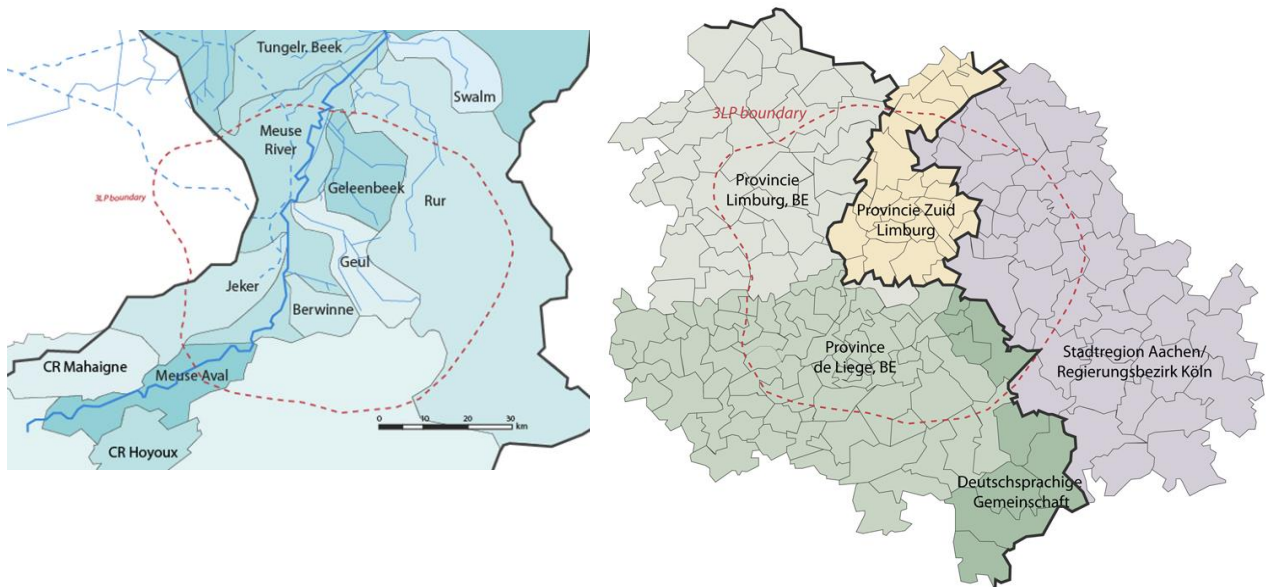 Tungelr. Beek
Swalm
Meuse
River
3LP boundary
Geleenbeek
Rur
Geul
Jeker
Berwinne
CR Mahaigne
Meuse Aval
CR Hoyoux
0 10 20 30
km
3LP boundary
Provincie
Limburg, BE
Provincie Zuid
Limburg
Province
de Liege, BE
Stadtregion Aachen/
Regierungsbezirk Köln
Deutschsprachige
Gemeinschaft